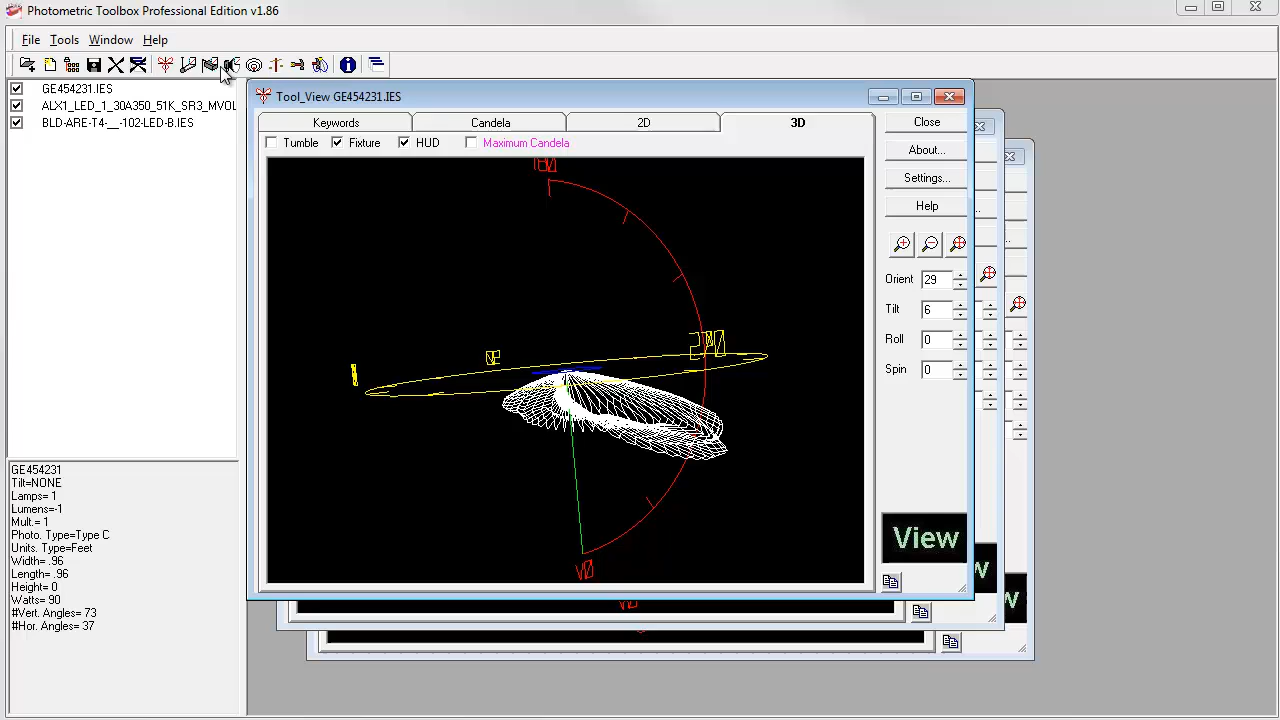 Photometric Toolbox Professional Edition v1.86
File Tools Window Help
GE454231.IES
ALX1_LED_1_30A350_51K_SR3_MVOL
BLD-ARE-T4-__-102-LED-B.IES
Tool_View GE454231.IES
Keywords Candela 2D 3D
Tumble Fixture HUD Maximum Candela
Close
About...
Settings...
Help
Orient 29
Tilt 6
Roll 0
Spin 0
View
GE454231
Tilt=NONE
Lamps= 1
Lumens=-1
Mult.= 1
Photo. Type=Type C
Units. Type=Feet
Width= .96
Length= .96
Height= 0
Watts= 90
#Vert. Angles= 73
#Hor. Angles= 37